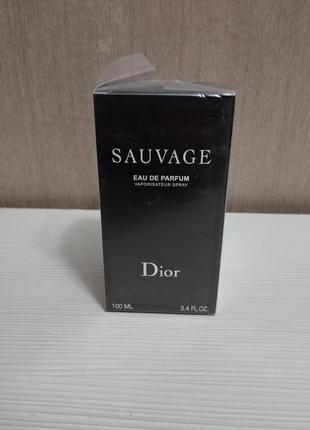 SAUVAGE
EAU DE PARFUM
VAPORISATEUR SPRAY
Dior
100 ML 3.4 FL.OZ.